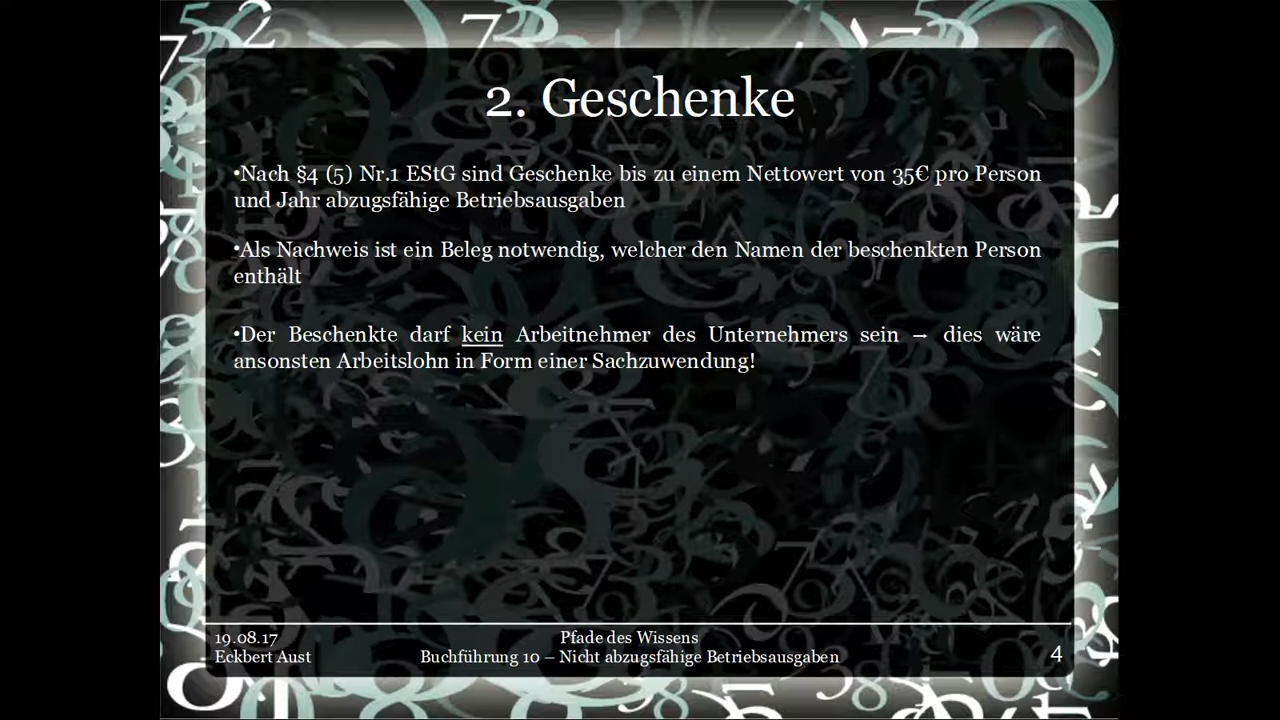 2. Geschenke
•Nach §4 (5) Nr.1 EStG sind Geschenke bis zu einem Nettowert von 35€ pro Person
und Jahr abzugsfähige Betriebsausgaben
•Als Nachweis ist ein Beleg notwendig, welcher den Namen der beschenkten Person
enthält
•Der Beschenkte darf kein Arbeitnehmer des Unternehmers sein → dies wäre
ansonsten Arbeitslohn in Form einer Sachzuwendung!
19.08.17
Eckbert Aust
Pfade des Wissens
Buchführung 10 – Nicht abzugsfähige Betriebsausgaben
4